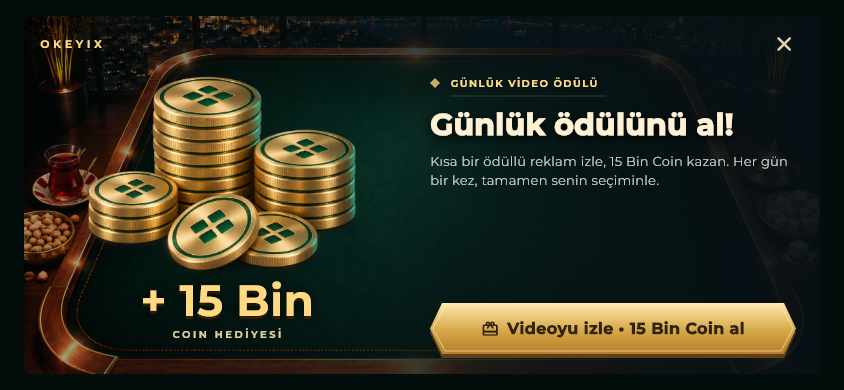 OKEYIX
GÜNLÜK VİDEO ÖDÜLÜ
Günlük ödülünü al!
Kısa bir ödüllü reklam izle, 15 Bin Coin kazan. Her gün
bir kez, tamamen senin seçiminle.
+ 15 Bin
COIN HEDİYESİ
Videoyu izle • 15 Bin Coin al